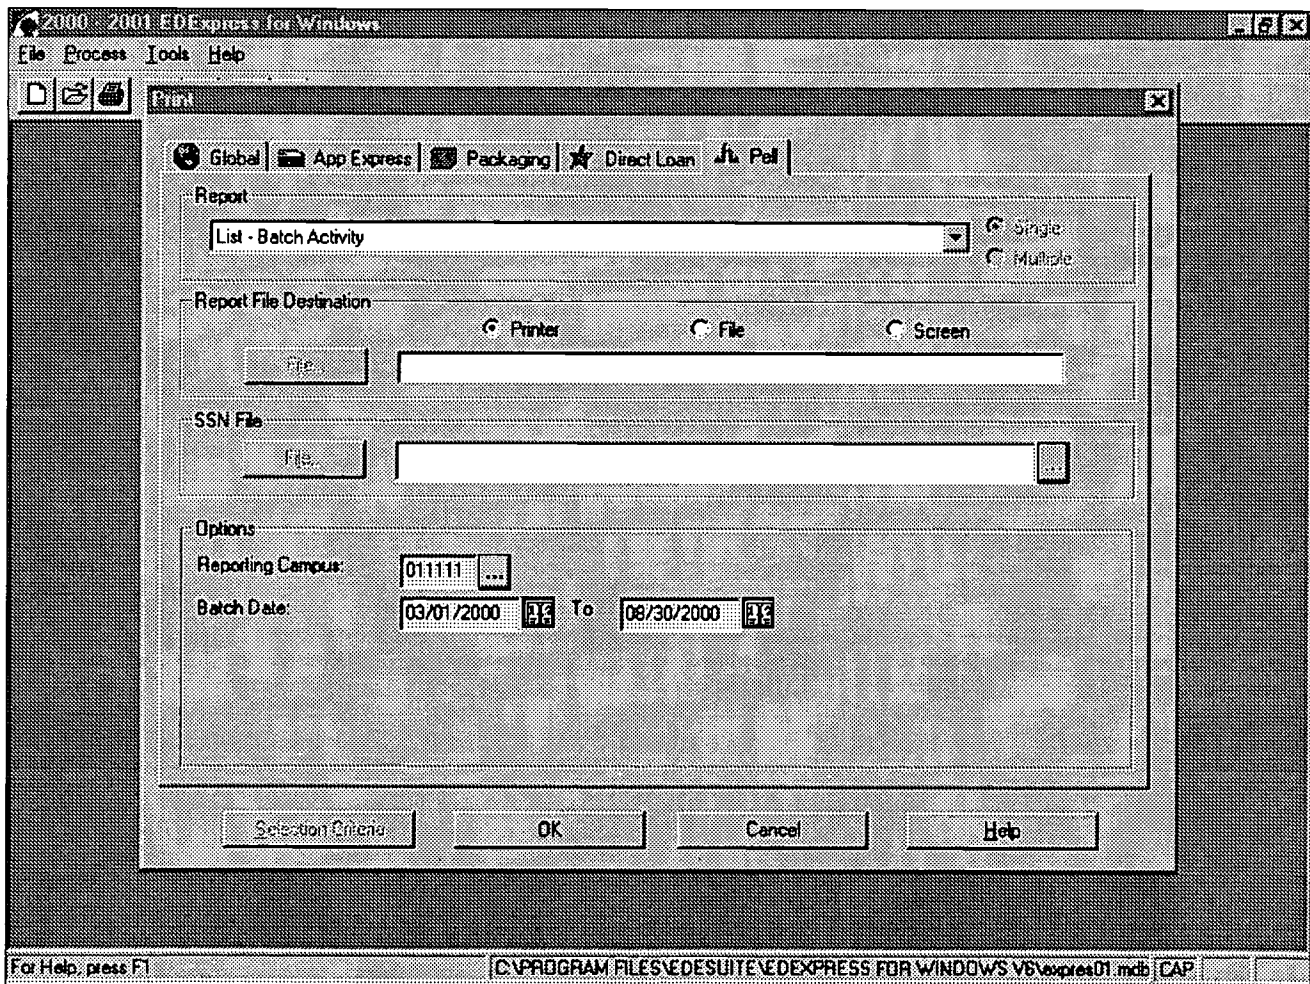 2000 - 2001 EDExpress for Windows
File Process Tools Help
Print
Global App Express Packaging Direct Loan Pell
Report
List - Batch Activity
Single
Multiple
Report File Destination
Printer File Screen
File...
SSN File
File...
...
Options
Reporting Campus: 011111 ...
Batch Date: 03/01/2000 To 08/30/2000
Selection Criteria OK Cancel Help
For Help, press F1 C:\PROGRAM FILES\EDESUITE\EDEXPRESS FOR WINDOWS V6\expres01.mdb CAP